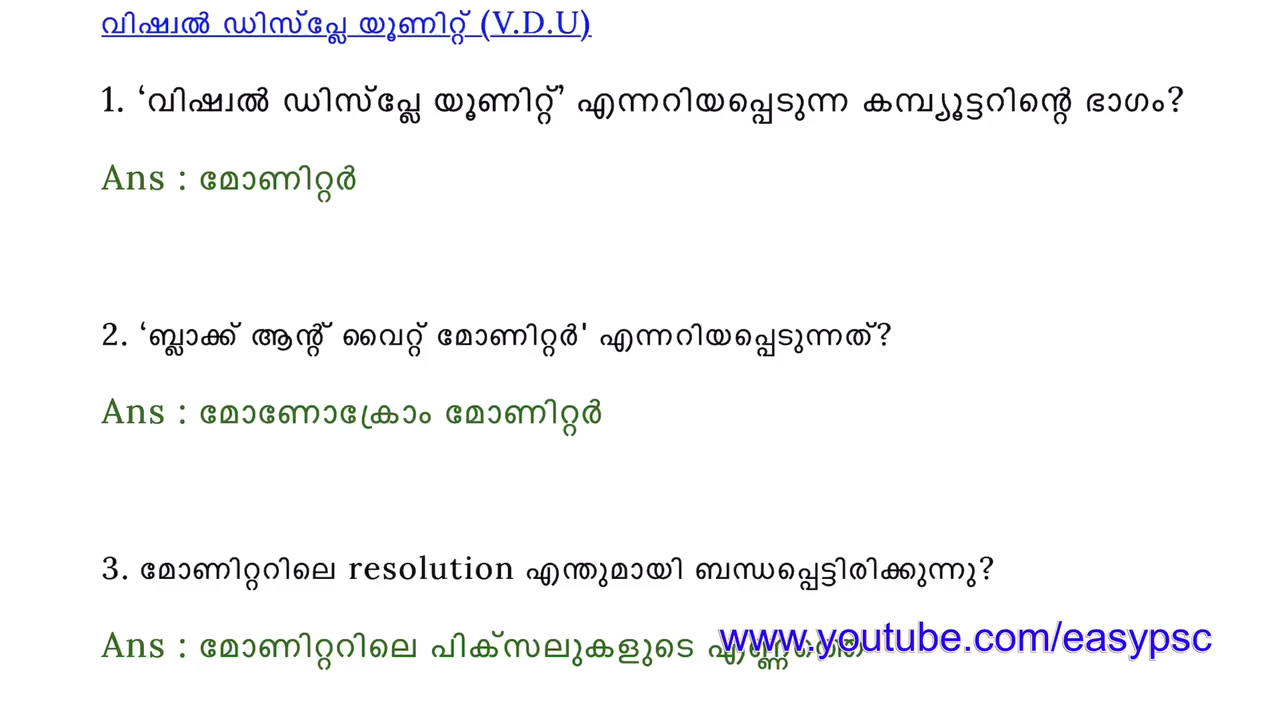 വിഷ്വൽ ഡിസ്പ്ലേ യൂണിറ്റ് (V.D.U)
1. ‘വിഷ്വൽ ഡിസ്പ്ലേ യൂണിറ്റ്’ എന്നറിയപ്പെടുന്ന കമ്പ്യൂട്ടറിന്റെ ഭാഗം?
Ans : മോണിറ്റർ
2. ‘ബ്ലാക്ക് ആന്റ് വൈറ്റ് മോണിറ്റർ' എന്നറിയപ്പെടുന്നത്?
Ans : മോണോക്രോം മോണിറ്റർ
3. മോണിറ്ററിലെ resolution എന്തുമായി ബന്ധപ്പെട്ടിരിക്കുന്നു?
Ans : മോണിറ്ററിലെ പിക്സലുകളുടെ
www.youtube.com/easypsc